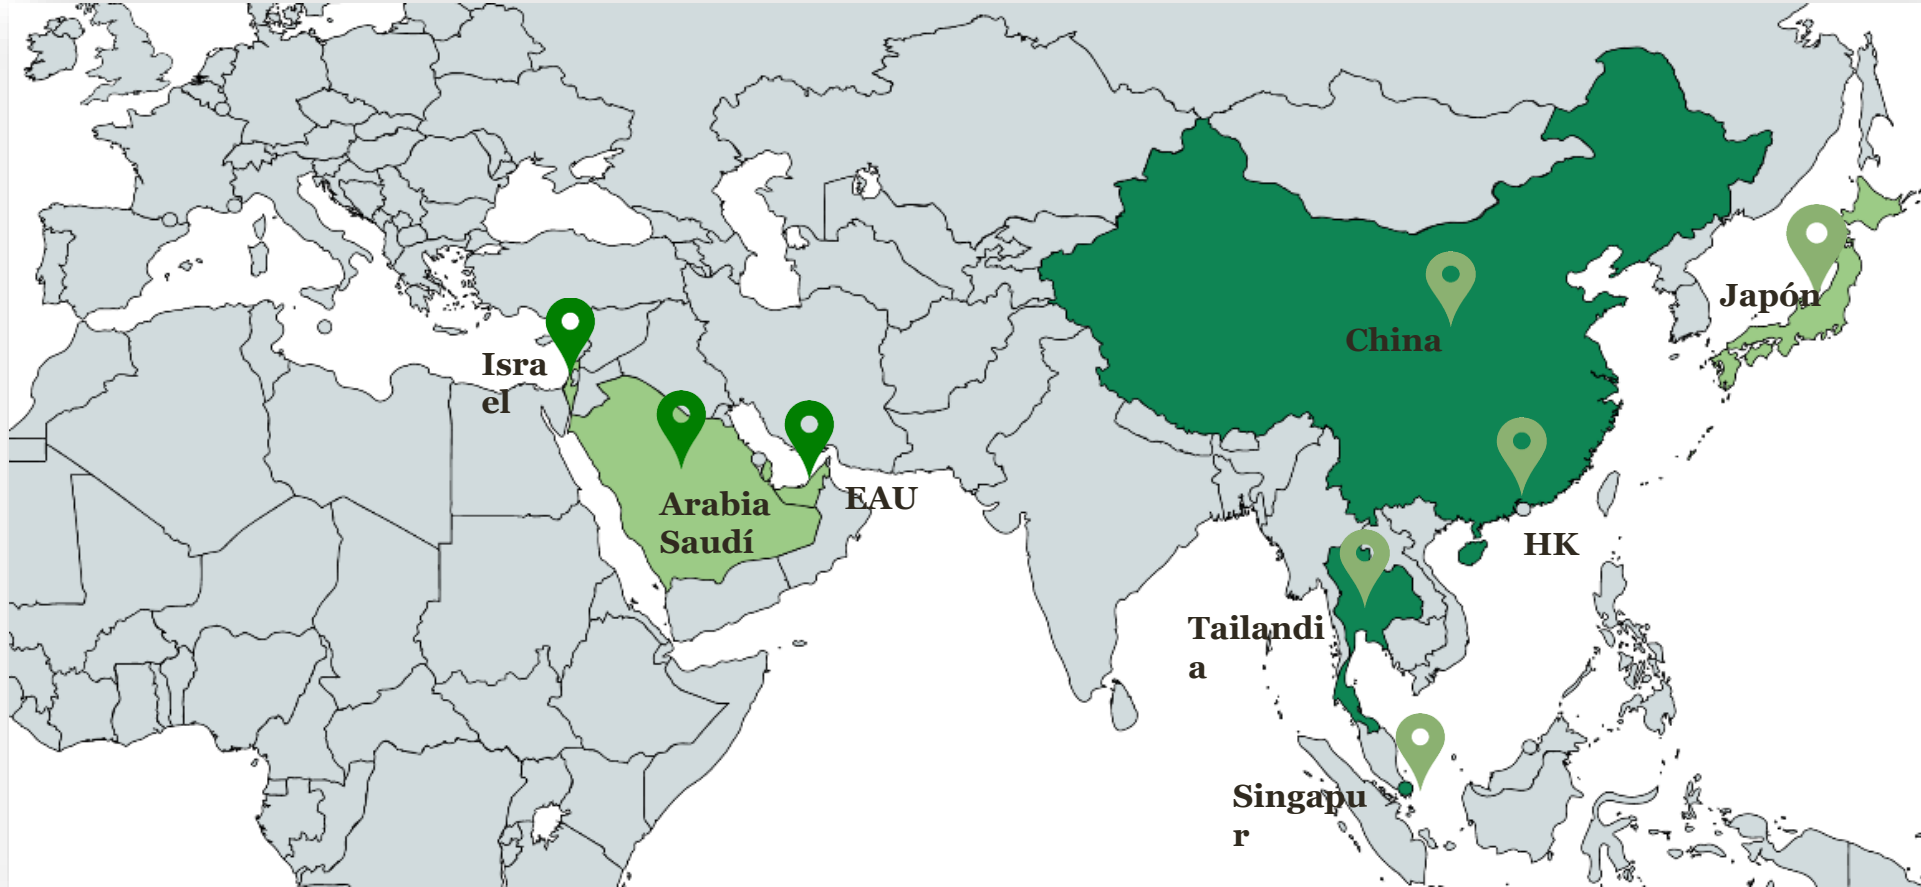 Japón
China
Isra
el
EAU
Arabia
Saudí
HK
Tailandi
a
Singapu
r